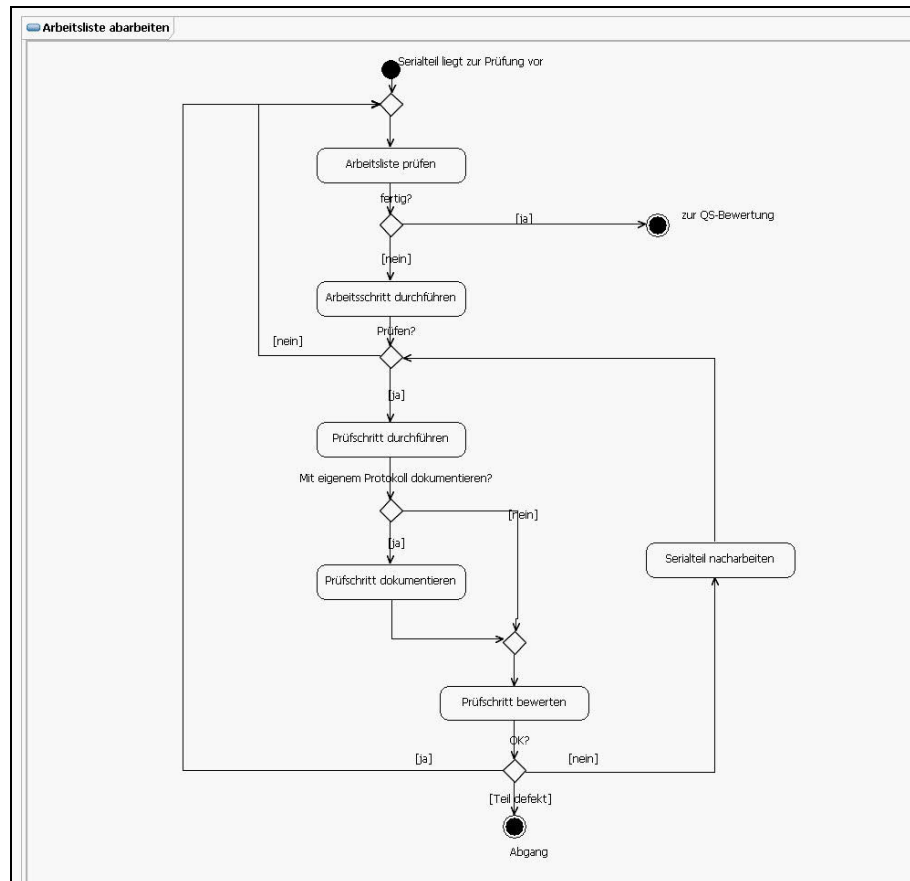 Arbeitsliste abarbeiten
Serialteil liegt zur Prüfung vor
Arbeitsliste prüfen
fertig?
[ja]
zur QS-Bewertung
[nein]
Arbeitsschritt durchführen
Prüfen?
[nein]
[ja]
Prüfschritt durchführen
Mit eigenem Protokoll dokumentieren?
[nein]
[ja]
Serialteil nacharbeiten
Prüfschritt dokumentieren
Prüfschritt bewerten
OK?
[ja]
[nein]
[Teil defekt]
Abgang